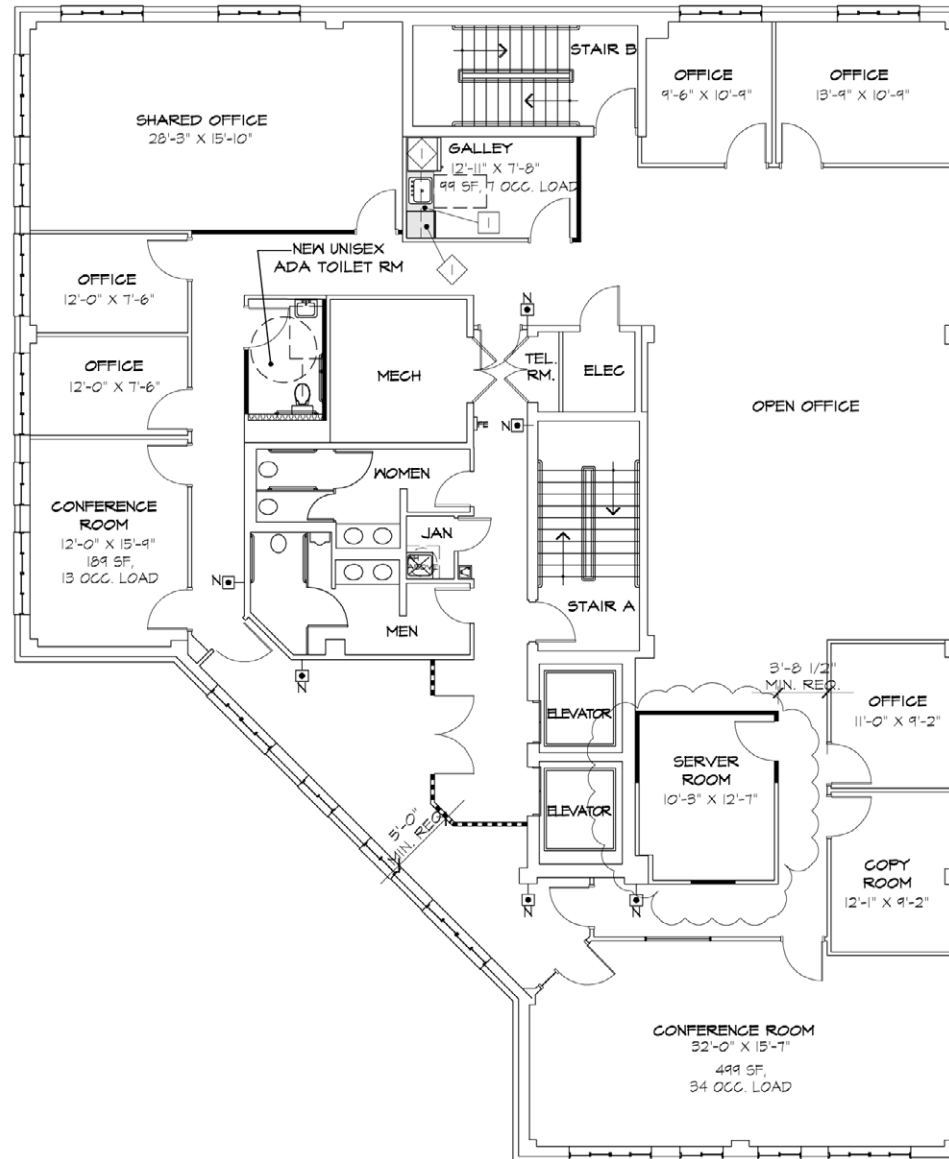 STAIR B
OFFICE
9'-6" X 10'-9"
OFFICE
13'-9" X 10'-9"
SHARED OFFICE
28'-3" X 15'-10"
GALLEY
12'-11" X 7'-8"
99 SF, 7 OCC. LOAD
1
1
1
NEW UNISEX
ADA TOILET RM
OFFICE
12'-0" X 7'-6"
OFFICE
12'-0" X 7'-6"
MECH
N
TEL.
RM.
ELEC
OPEN OFFICE
N
WOMEN
CONFERENCE
ROOM
12'-0" X 15'-9"
189 SF,
13 OCC. LOAD
JAN
N
STAIR A
MEN
N
3'-8 1/2"
MIN. REQ.
ELEVATOR
OFFICE
11'-0" X 9'-2"
SERVER
ROOM
10'-3" X 12'-7"
ELEVATOR
5'-0"
MIN. REQ.
COPY
ROOM
12'-1" X 9'-2"
N
N
CONFERENCE ROOM
32'-0" X 15'-7"
499 SF,
34 OCC. LOAD